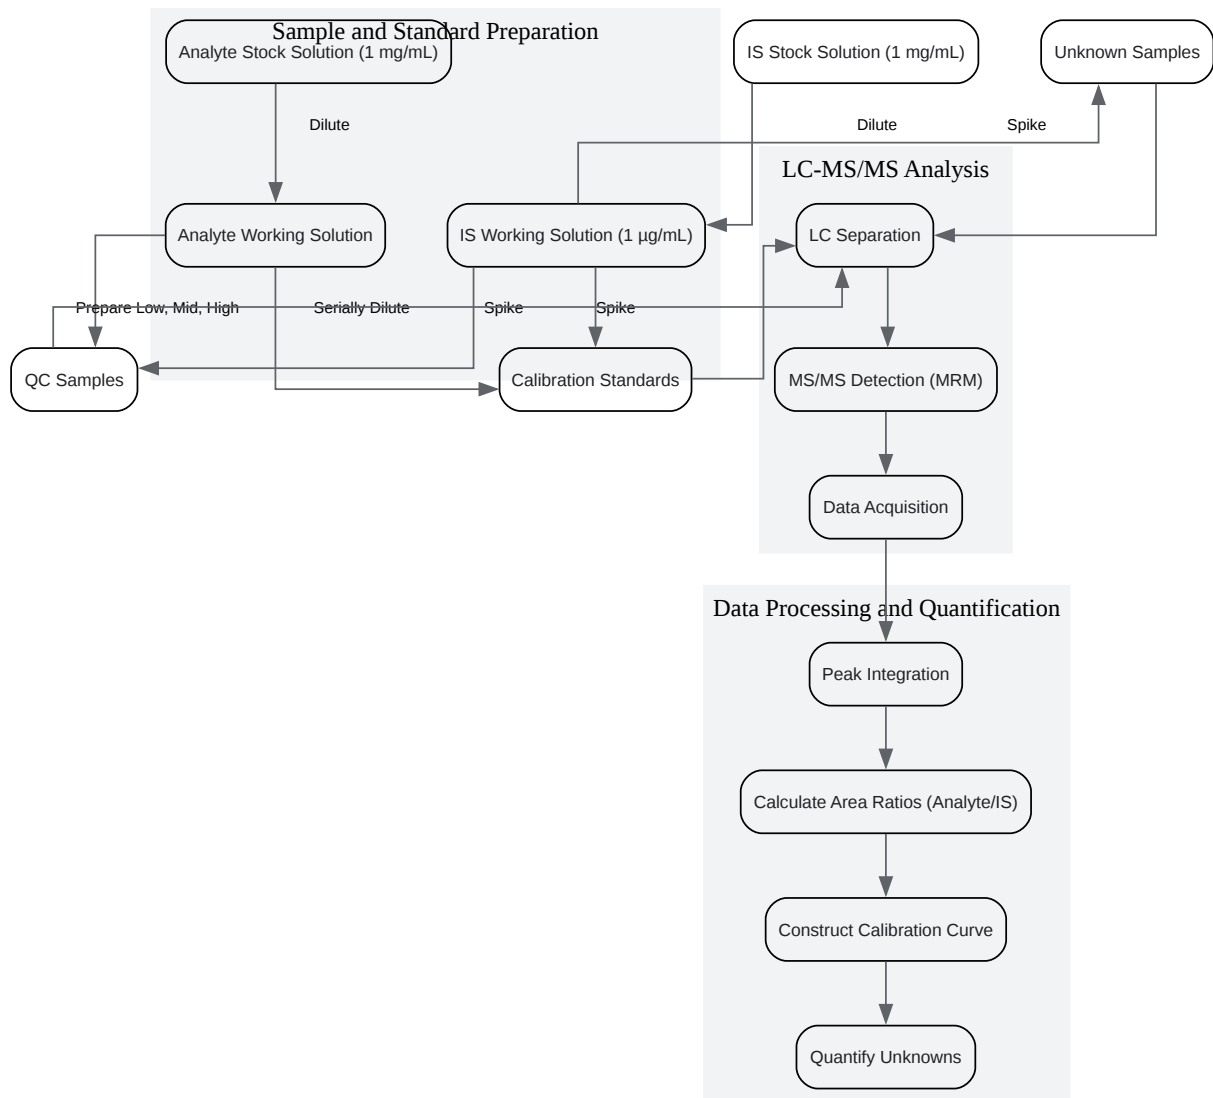 Sample and Standard Preparation
Analyte Stock Solution (1 mg/mL)
IS Stock Solution (1 mg/mL)
Unknown Samples
Dilute
Dilute
Spike
LC-MS/MS Analysis
Analyte Working Solution
IS Working Solution (1 µg/mL)
LC Separation
Prepare Low, Mid, High
Serially Dilute
Spike
Spike
QC Samples
Calibration Standards
MS/MS Detection (MRM)
Data Acquisition
Data Processing and Quantification
Peak Integration
Calculate Area Ratios (Analyte/IS)
Construct Calibration Curve
Quantify Unknowns